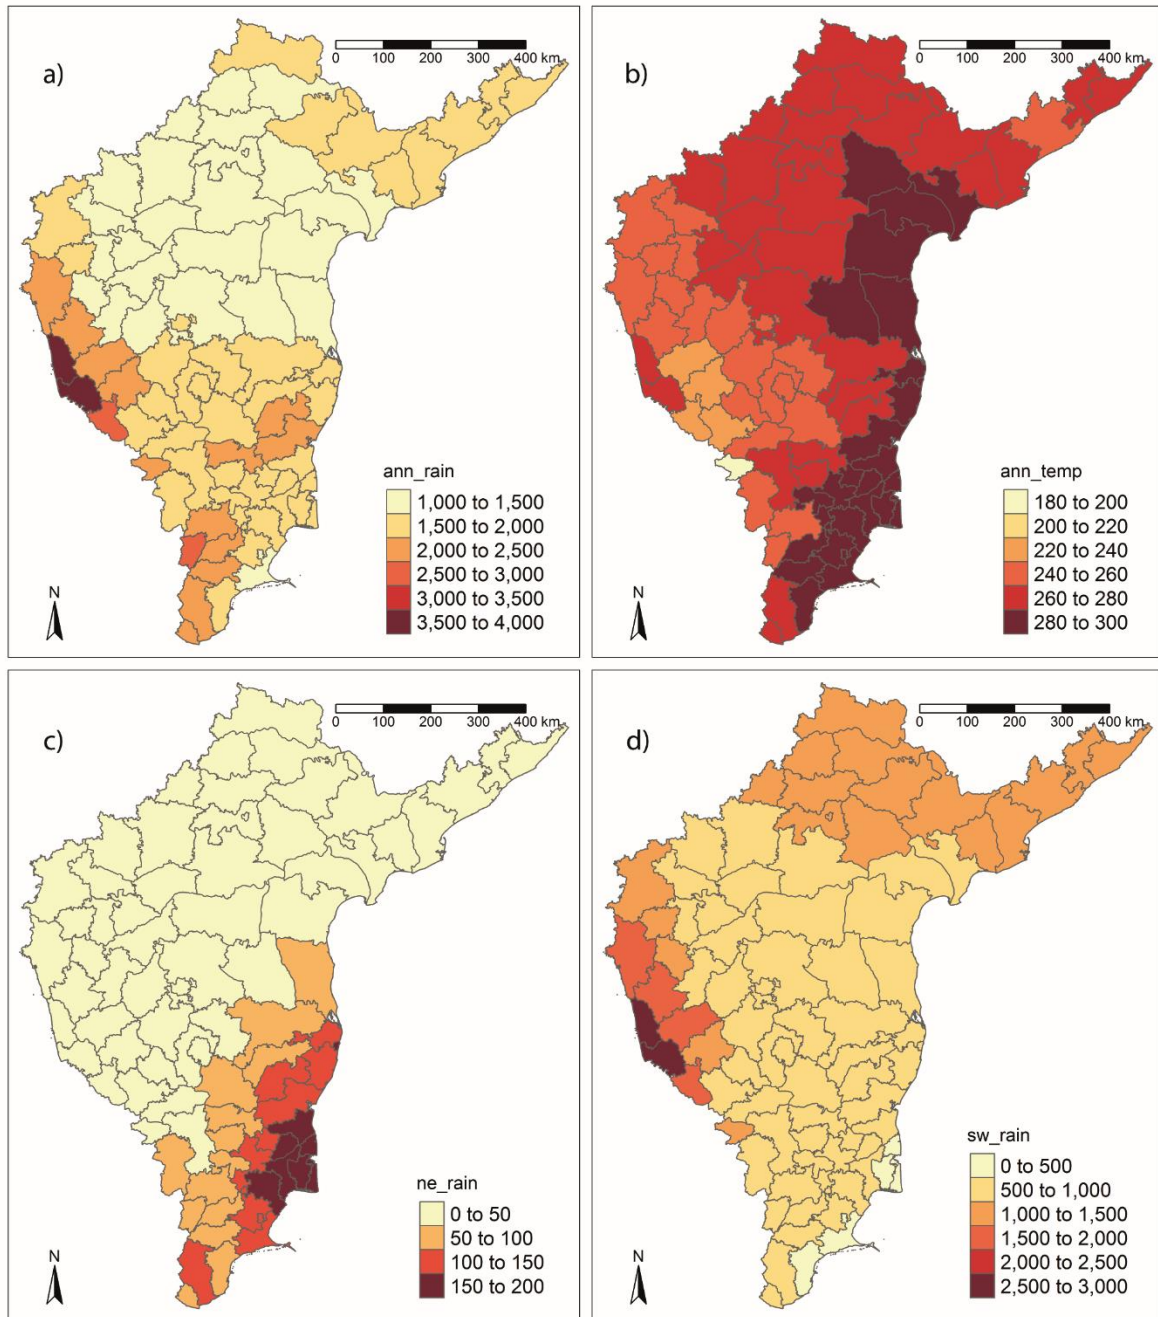 a)
0 100 200 300 400 km
ann_rain
1,000 to 1,500
1,500 to 2,000
2,000 to 2,500
2,500 to 3,000
3,000 to 3,500
3,500 to 4,000
N
b)
0 100 200 300 400 km
ann_temp
180 to 200
200 to 220
220 to 240
240 to 260
260 to 280
280 to 300
N
c)
0 100 200 300 400 km
ne_rain
0 to 50
50 to 100
100 to 150
150 to 200
N
d)
0 100 200 300 400 km
sw_rain
0 to 500
500 to 1,000
1,000 to 1,500
1,500 to 2,000
2,000 to 2,500
2,500 to 3,000
N